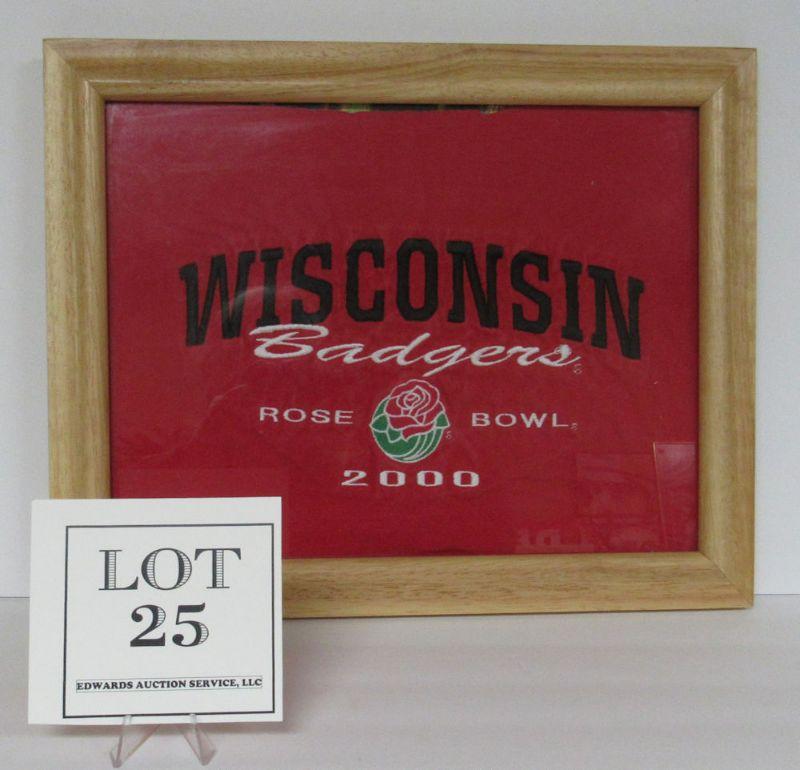 WISCONSIN
Badgers
ROSE BOWL
2000
LOT
25
EDWARDS AUCTION SERVICE, LLC